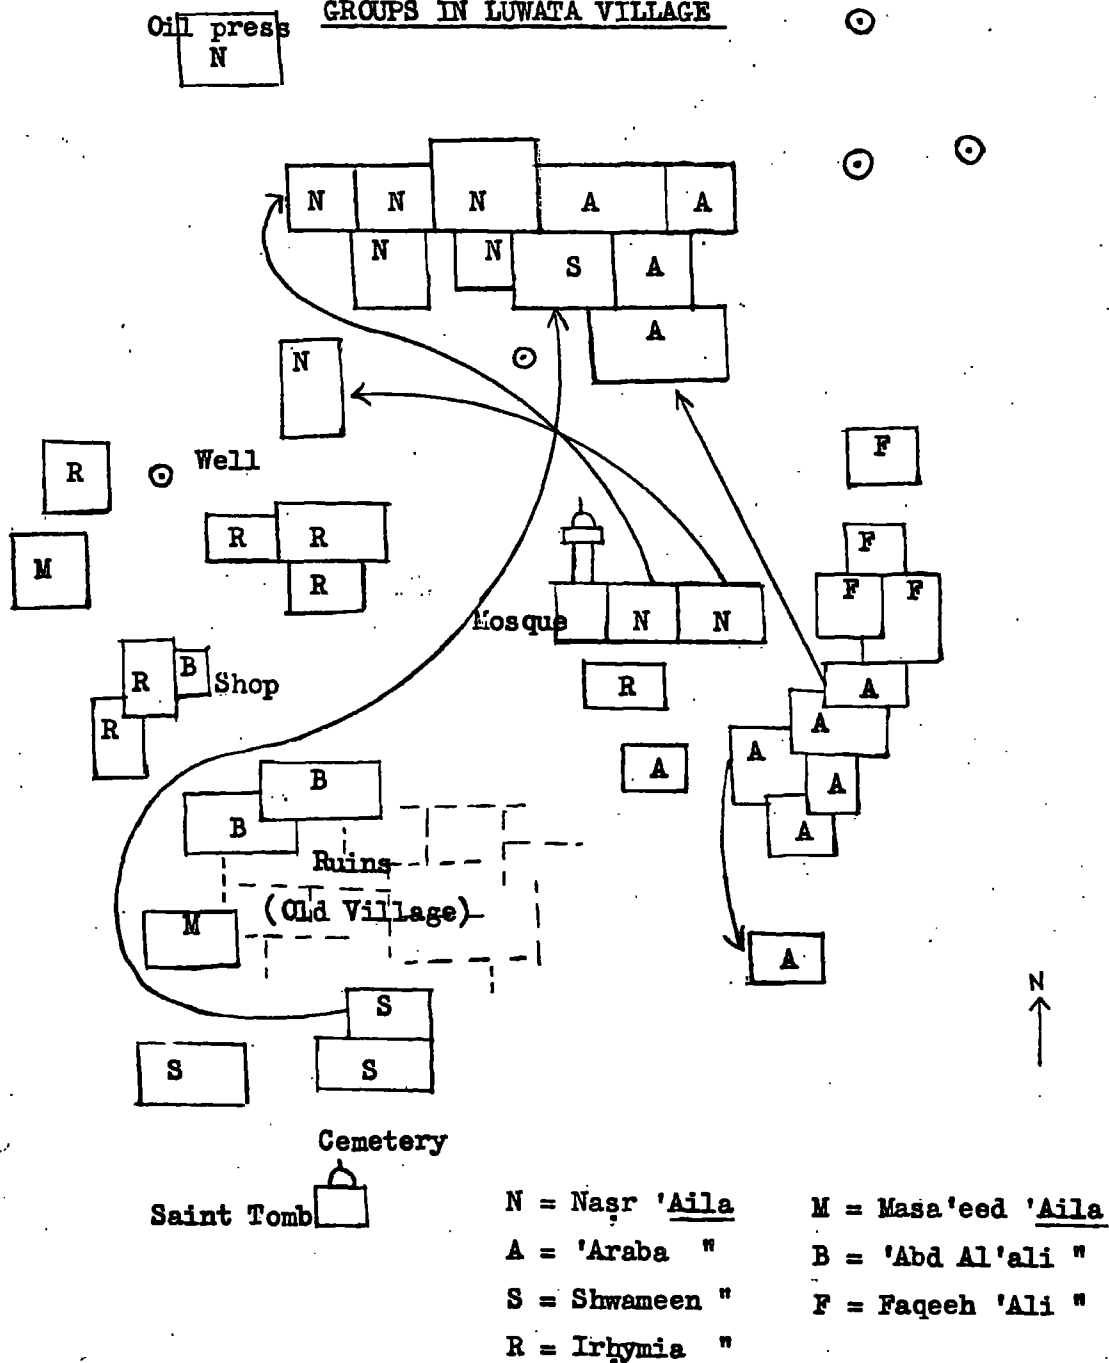 GROUPS IN LUWATA VILLAGE
Oil press
N
N N N A A
N N S A
A
N
F
R Well
F
R R
M
R
F F
Mosque N N
R B Shop
R A
R
A
A
A
B
A
A
B
A
Ruins
(Old Village)
M
A
N
S
S S
Cemetery
Saint Tomb
N = Naṣr 'Aila
A = 'Araba "
S = Shwameen "
R = Irḥymia "
M = Masa'eed 'Aila
B = 'Abd Al'ali "
F = Faqeeh 'Ali "